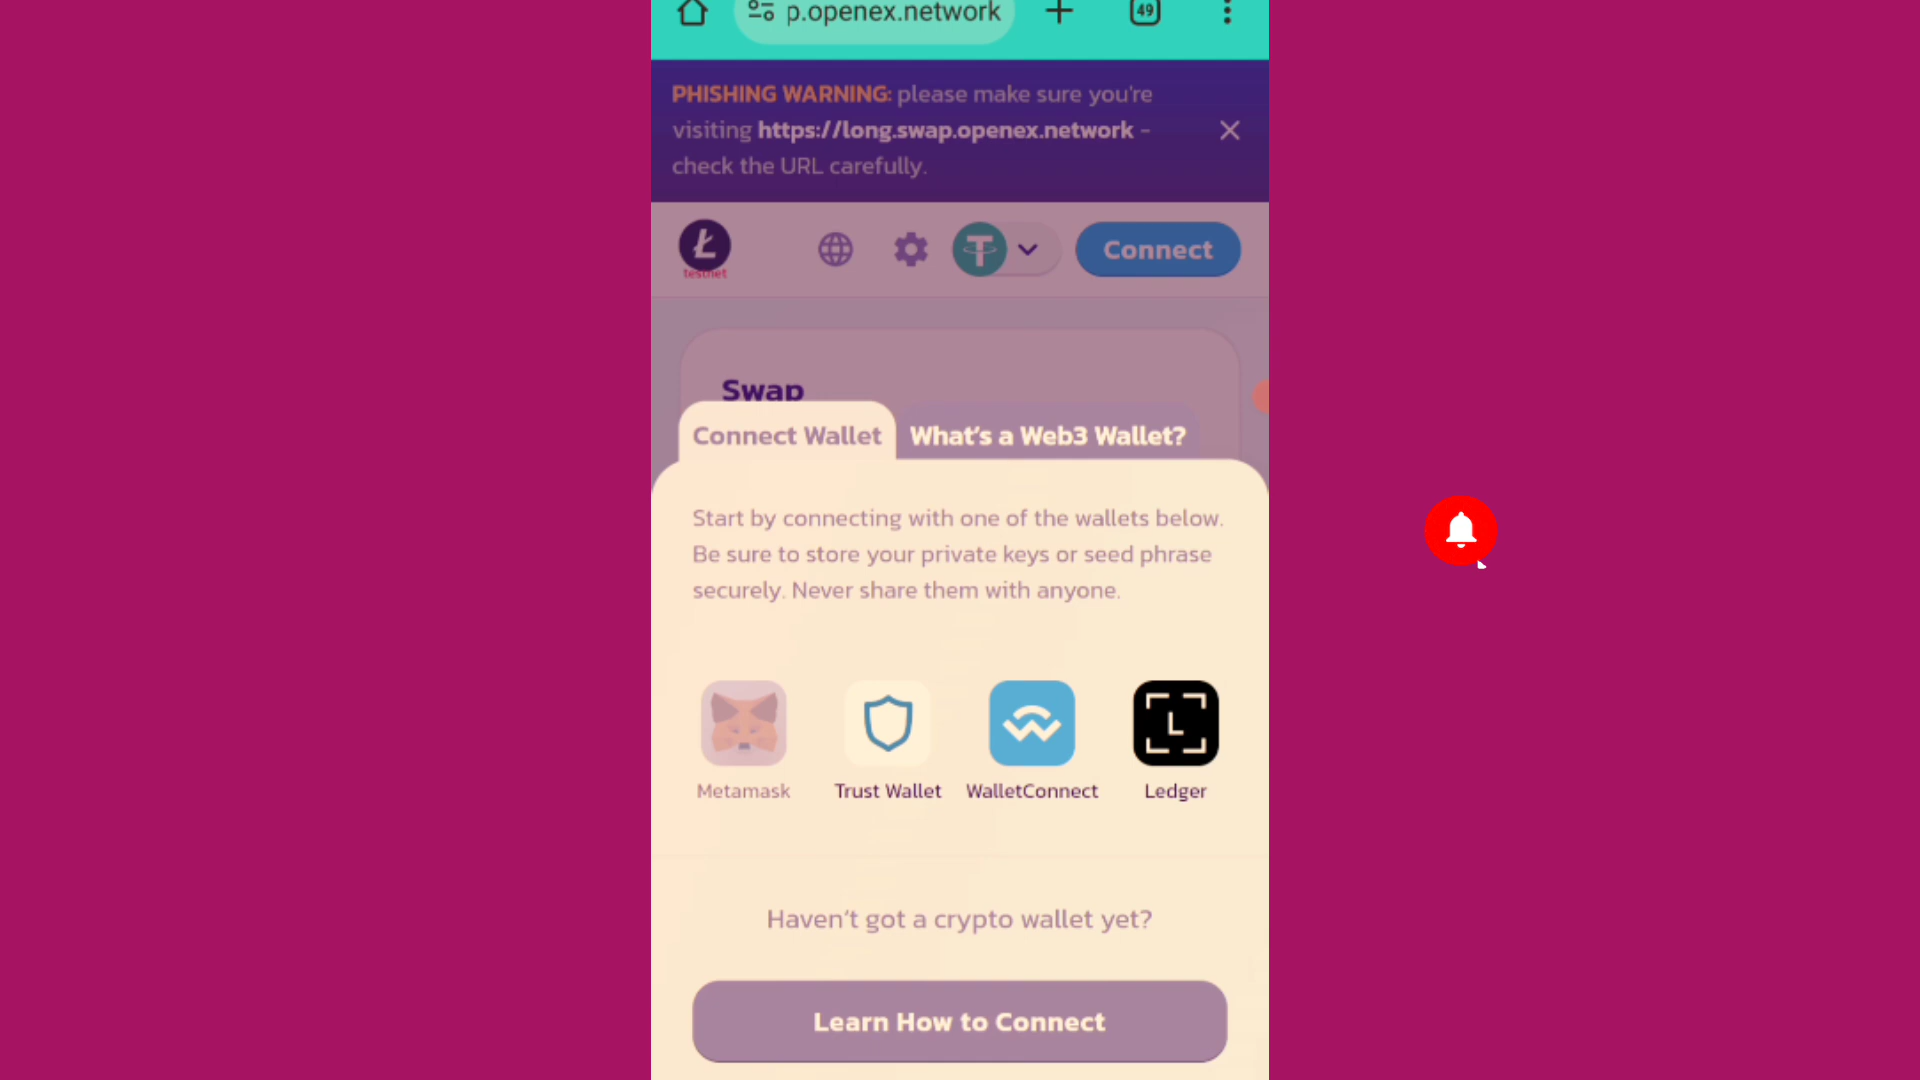 p.openex.network
49
PHISHING WARNING: please make sure you're
visiting https://long.swap.openex.network -
check the URL carefully.
testnet
Connect
Swap
Connect Wallet
What's a Web3 Wallet?
Start by connecting with one of the wallets below.
Be sure to store your private keys or seed phrase
securely. Never share them with anyone.
L
Metamask
Trust Wallet
WalletConnect
Ledger
Haven't got a crypto wallet yet?
Learn How to Connect